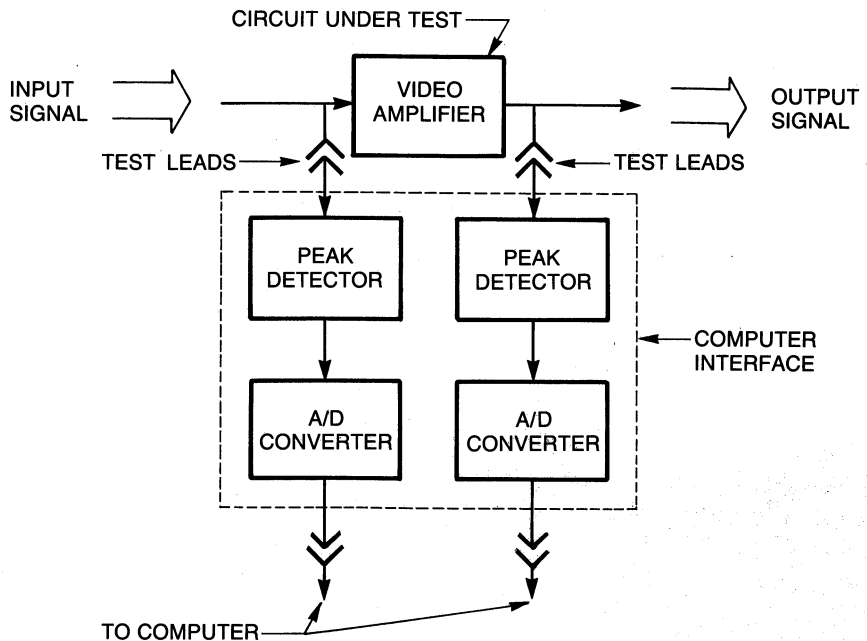 CIRCUIT UNDER TEST
INPUT
SIGNAL
VIDEO
AMPLIFIER
OUTPUT
SIGNAL
TEST LEADS
TEST LEADS
PEAK
DETECTOR
PEAK
DETECTOR
COMPUTER
INTERFACE
A/D
CONVERTER
A/D
CONVERTER
TO COMPUTER